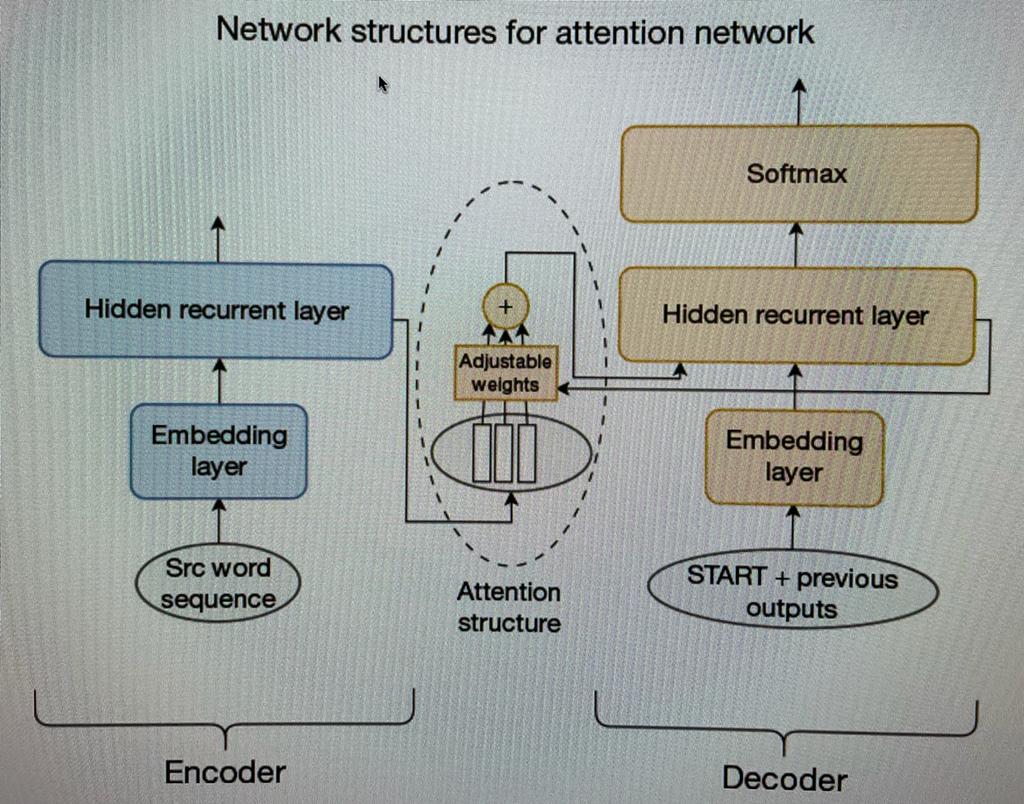 Network structures for attention network
Softmax
Hidden recurrent layer
+
Hidden recurrent layer
Adjustable
weights
Embedding
layer
Embedding
layer
Src word
sequence
Attention
structure
START + previous
outputs
Encoder
Decoder